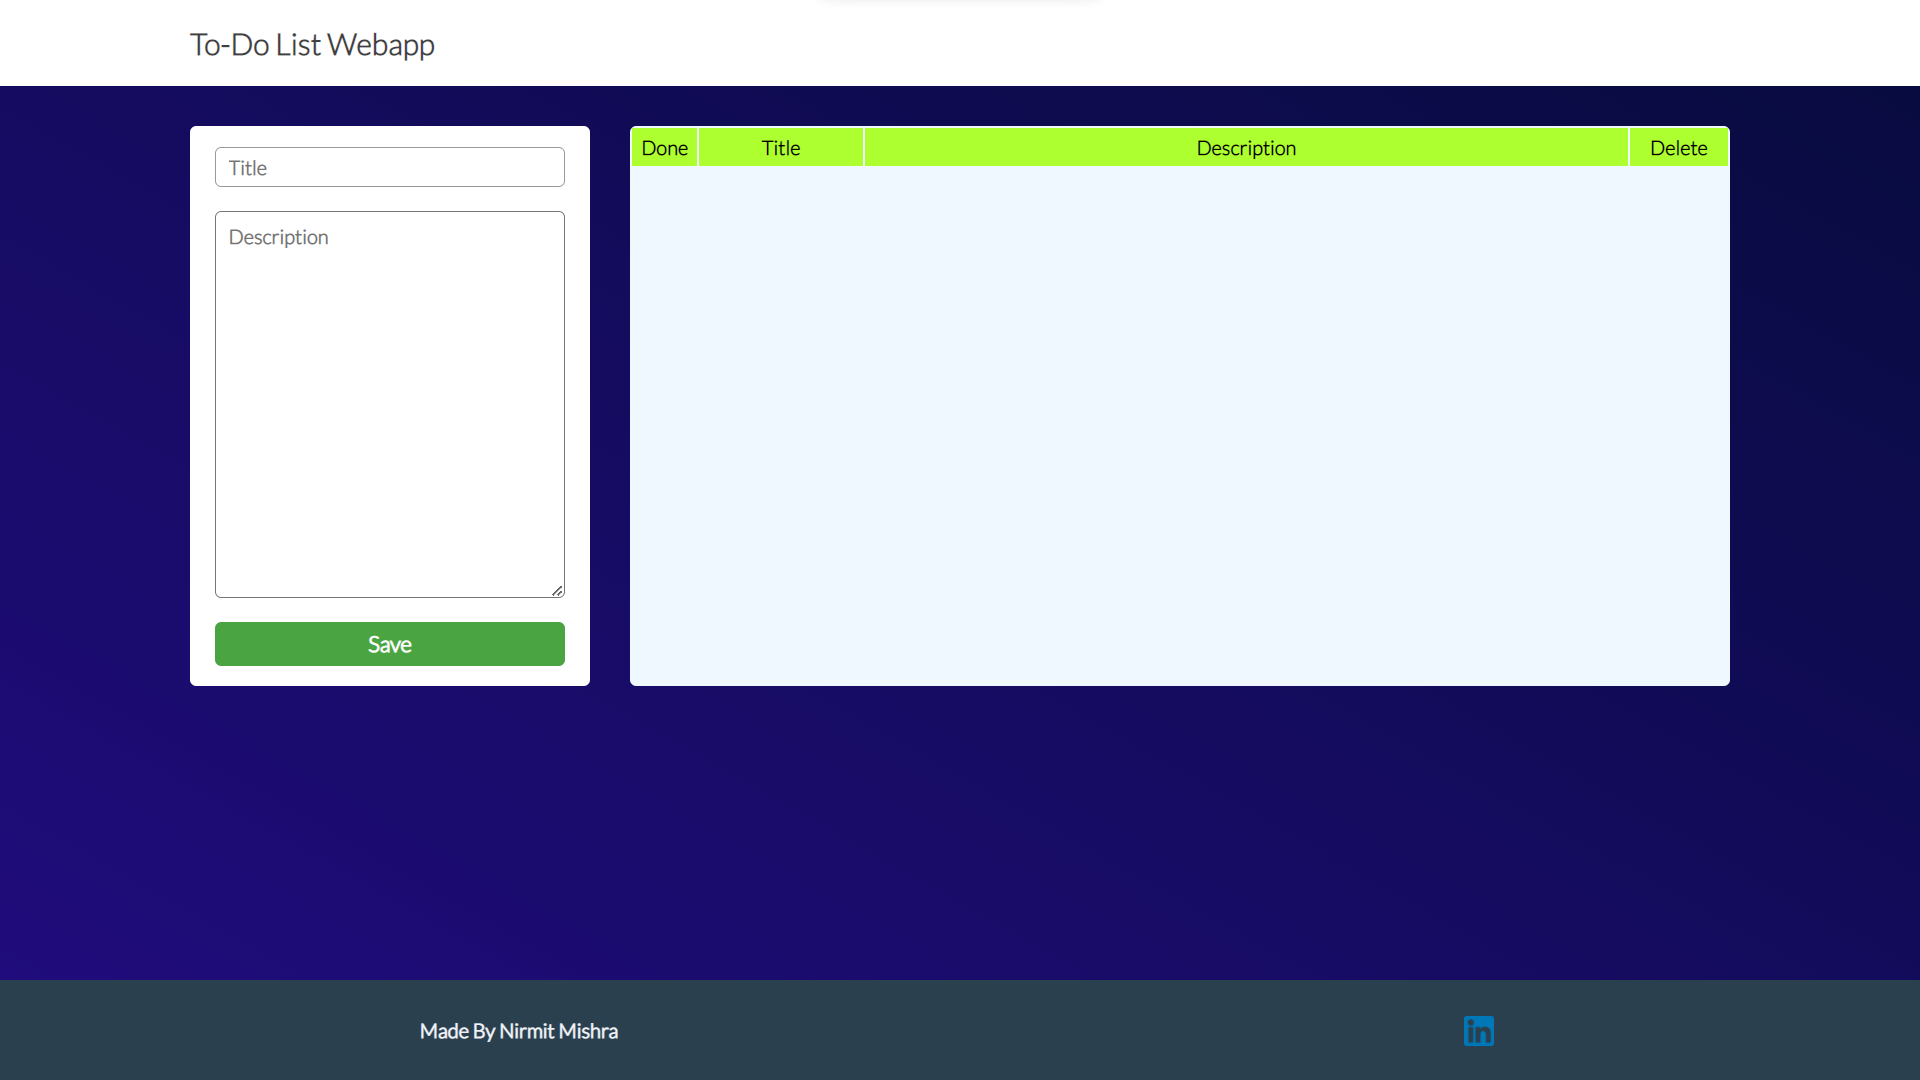 To-Do List Webapp
Title
Description
Save
Done Title Description Delete
Made By Nirmit Mishra
in